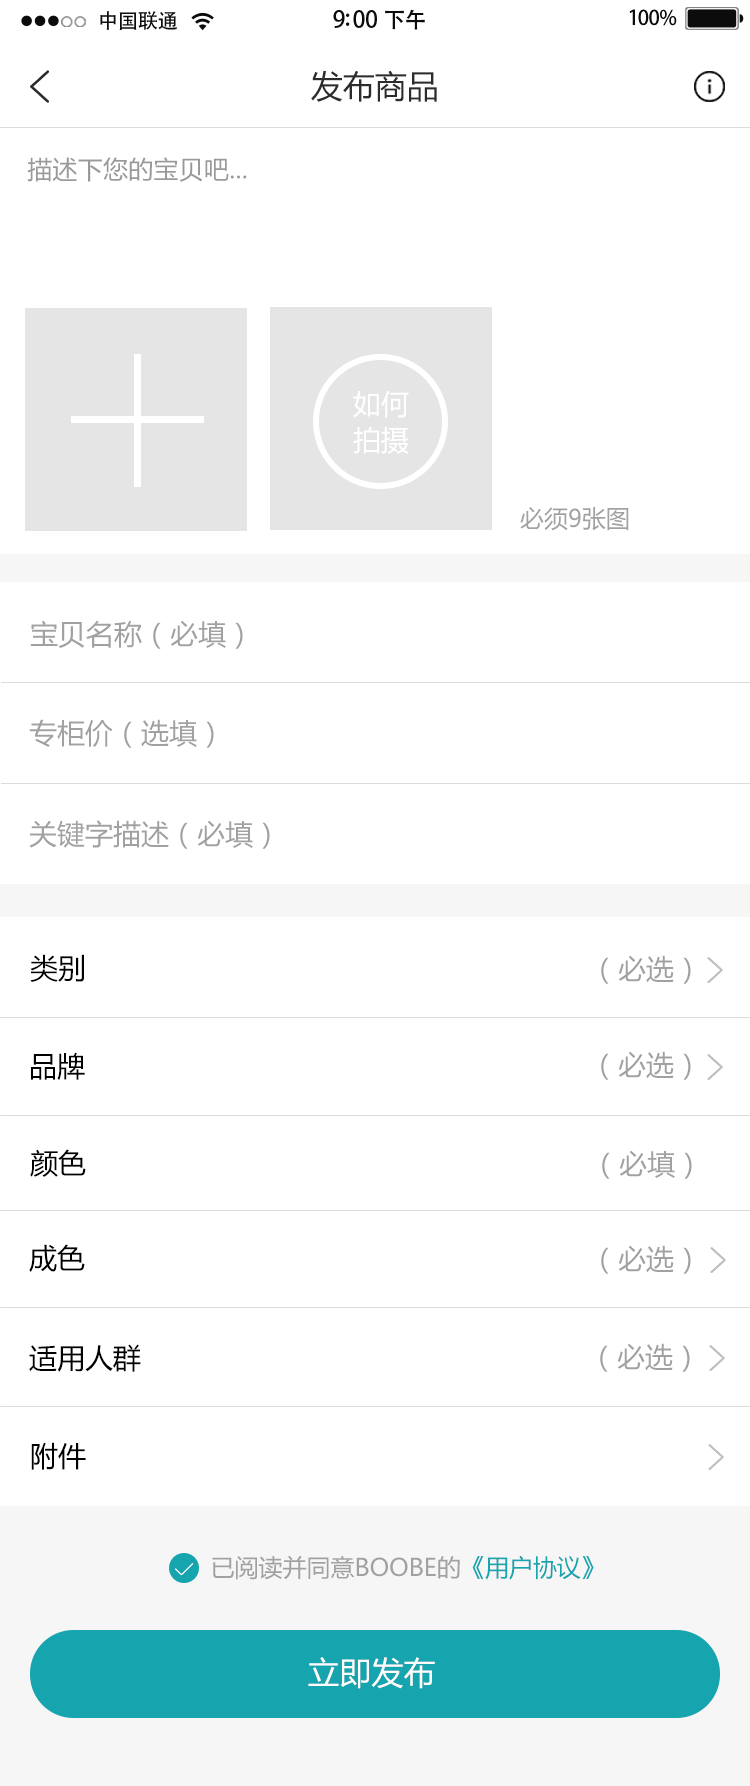 中国联通 9:00 下午 100%
发布商品
描述下您的宝贝吧...
如何
拍摄
必须9张图
宝贝名称（必填）
专柜价（选填）
关键字描述（必填）
类别 （必选）
品牌 （必选）
颜色 （必填）
成色 （必选）
适用人群 （必选）
附件
已阅读并同意BOOBE的《用户协议》
立即发布